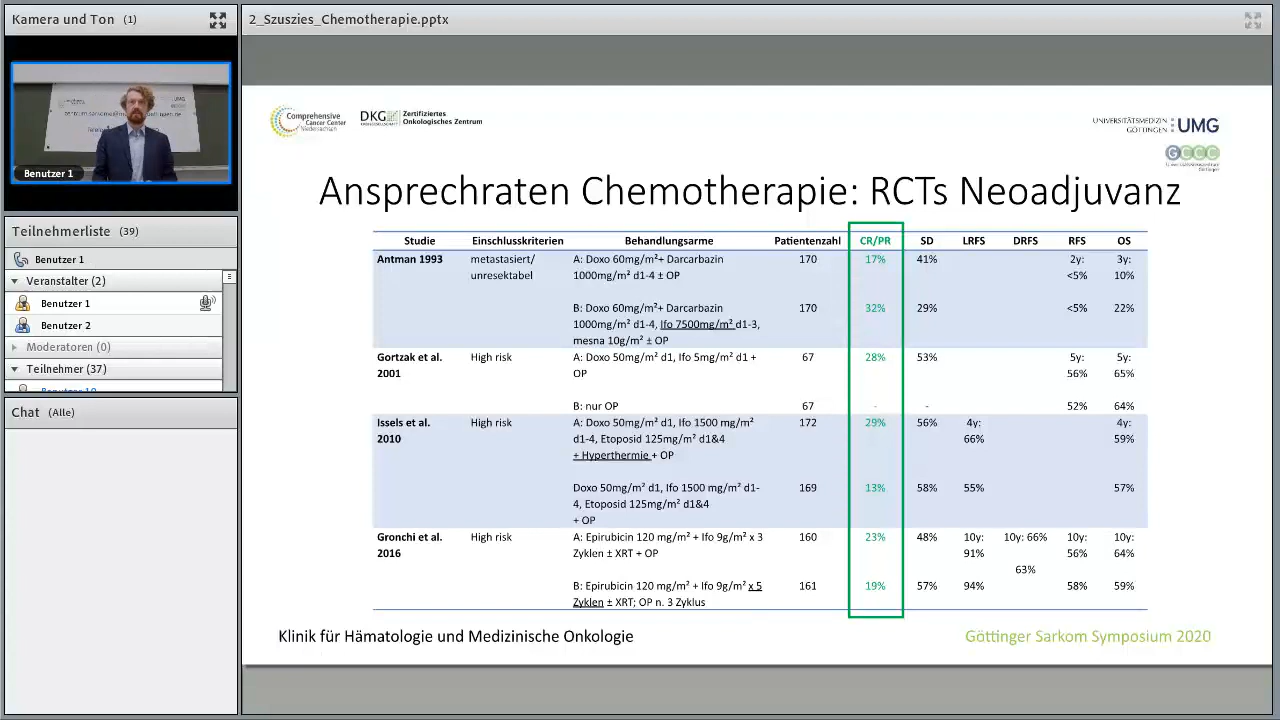 Kamera und Ton (1)
2_Szuszies_Chemotherapie.pptx
UMG
Benutzer 1
Teilnehmerliste (39)
Benutzer 1
Veranstalter (2)
Benutzer 1
Benutzer 2
Moderatoren (0)
Teilnehmer (37)
Chat (Alle)
Comprehensive
Cancer Center
Niedersachsen
DKG
Zertifiziertes
Onkologisches Zentrum
UNIVERSITÄTSMEDIZIN
GÖTTINGEN UMG
GCCC
Ansprechraten Chemotherapie: RCTs Neoadjuvanz
Studie Einschlusskriterien Behandlungsarme Patientenzahl CR/PR SD LRFS DRFS RFS OS
Antman 1993 metastasiert/ A: Doxo 60mg/m²+ Darcarbazin 170 17% 41% 2y: 3y:
unresektabel 1000mg/m² d1-4 ± OP <5% 10%
B: Doxo 60mg/m²+ Darcarbazin 170 32% 29% <5% 22%
1000mg/m² d1-4, Ifo 7500mg/m² d1-3,
mesna 10g/m² ± OP
Gortzak et al. High risk A: Doxo 50mg/m² d1, Ifo 5mg/m² d1 + 67 28% 53% 5y: 5y:
2001 OP 56% 65%
B: nur OP 67 - - 52% 64%
Issels et al. High risk A: Doxo 50mg/m² d1, Ifo 1500 mg/m² 172 29% 56% 4y: 4y:
2010 d1-4, Etoposid 125mg/m² d1&4 66% 59%
+ Hyperthermie + OP
Doxo 50mg/m² d1, Ifo 1500 mg/m² d1- 169 13% 58% 55% 57%
4, Etoposid 125mg/m² d1&4
+ OP
Gronchi et al. High risk A: Epirubicin 120 mg/m² + Ifo 9g/m² x 3 160 23% 48% 10y: 10y: 66% 10y: 10y:
2016 Zyklen ± XRT + OP 91% 56% 64%
63%
B: Epirubicin 120 mg/m² + Ifo 9g/m² x 5 161 19% 57% 94% 58% 59%
Zyklen ± XRT; OP n. 3 Zyklus
Klinik für Hämatologie und Medizinische Onkologie
Göttinger Sarkom Symposium 2020